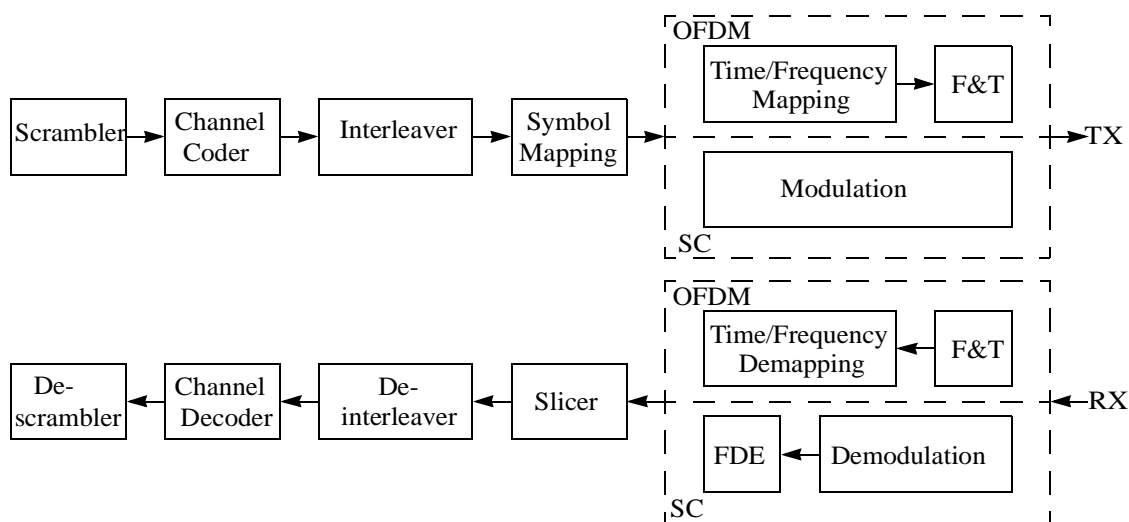 OFDM
Time/Frequency
Mapping
F&T
Scrambler
Channel
Coder
Interleaver
Symbol
Mapping
TX
Modulation
SC
OFDM
Time/Frequency
Demapping
F&T
De-
scrambler
Channel
Decoder
De-
interleaver
Slicer
RX
FDE
Demodulation
SC